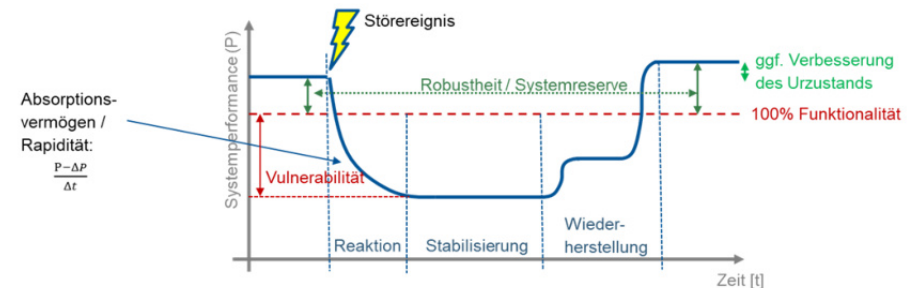 Störereignis
Systemperformance (P)
ggf. Verbesserung
des Urzustands
Robustheit / Systemreserve
Absorptions-
vermögen /
Rapidität:
P−ΔP
Δt
100% Funktionalität
Vulnerabilität
Reaktion
Stabilisierung
Wieder-
herstellung
Zeit [t]